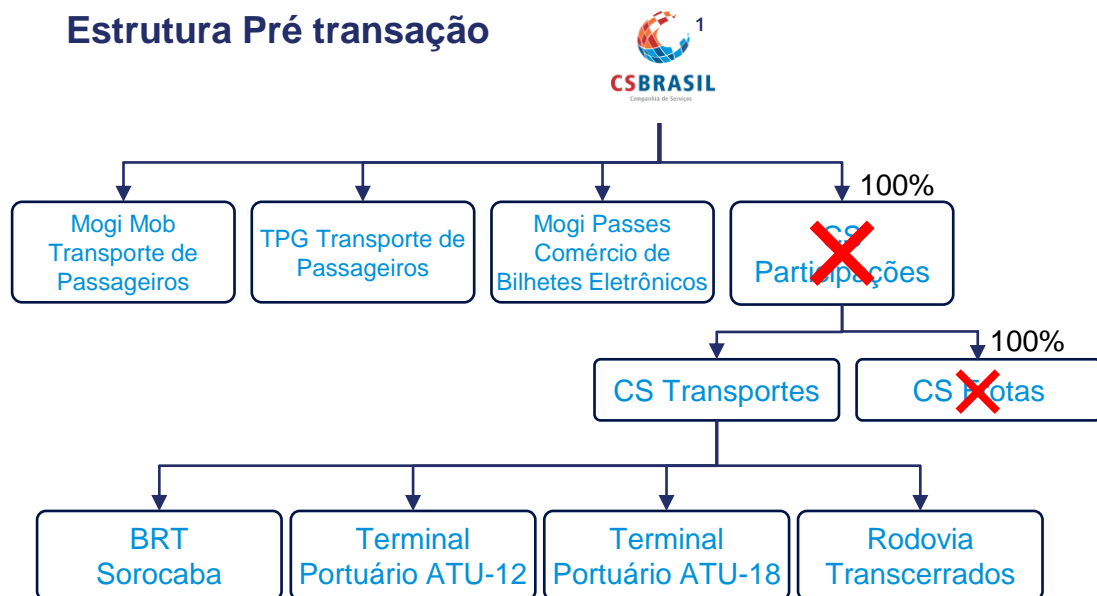 Estrutura Pré transação
1
CSBRASIL
Companhia de Serviços
100%
Mogi Mob
Transporte de
Passageiros
TPG Transporte de
Passageiros
Mogi Passes
Comércio de
Bilhetes Eletrônicos
CS
Participações
100%
CS Transportes
CS Frotas
BRT
Sorocaba
Terminal
Portuário ATU-12
Terminal
Portuário ATU-18
Rodovia
Transcerrados